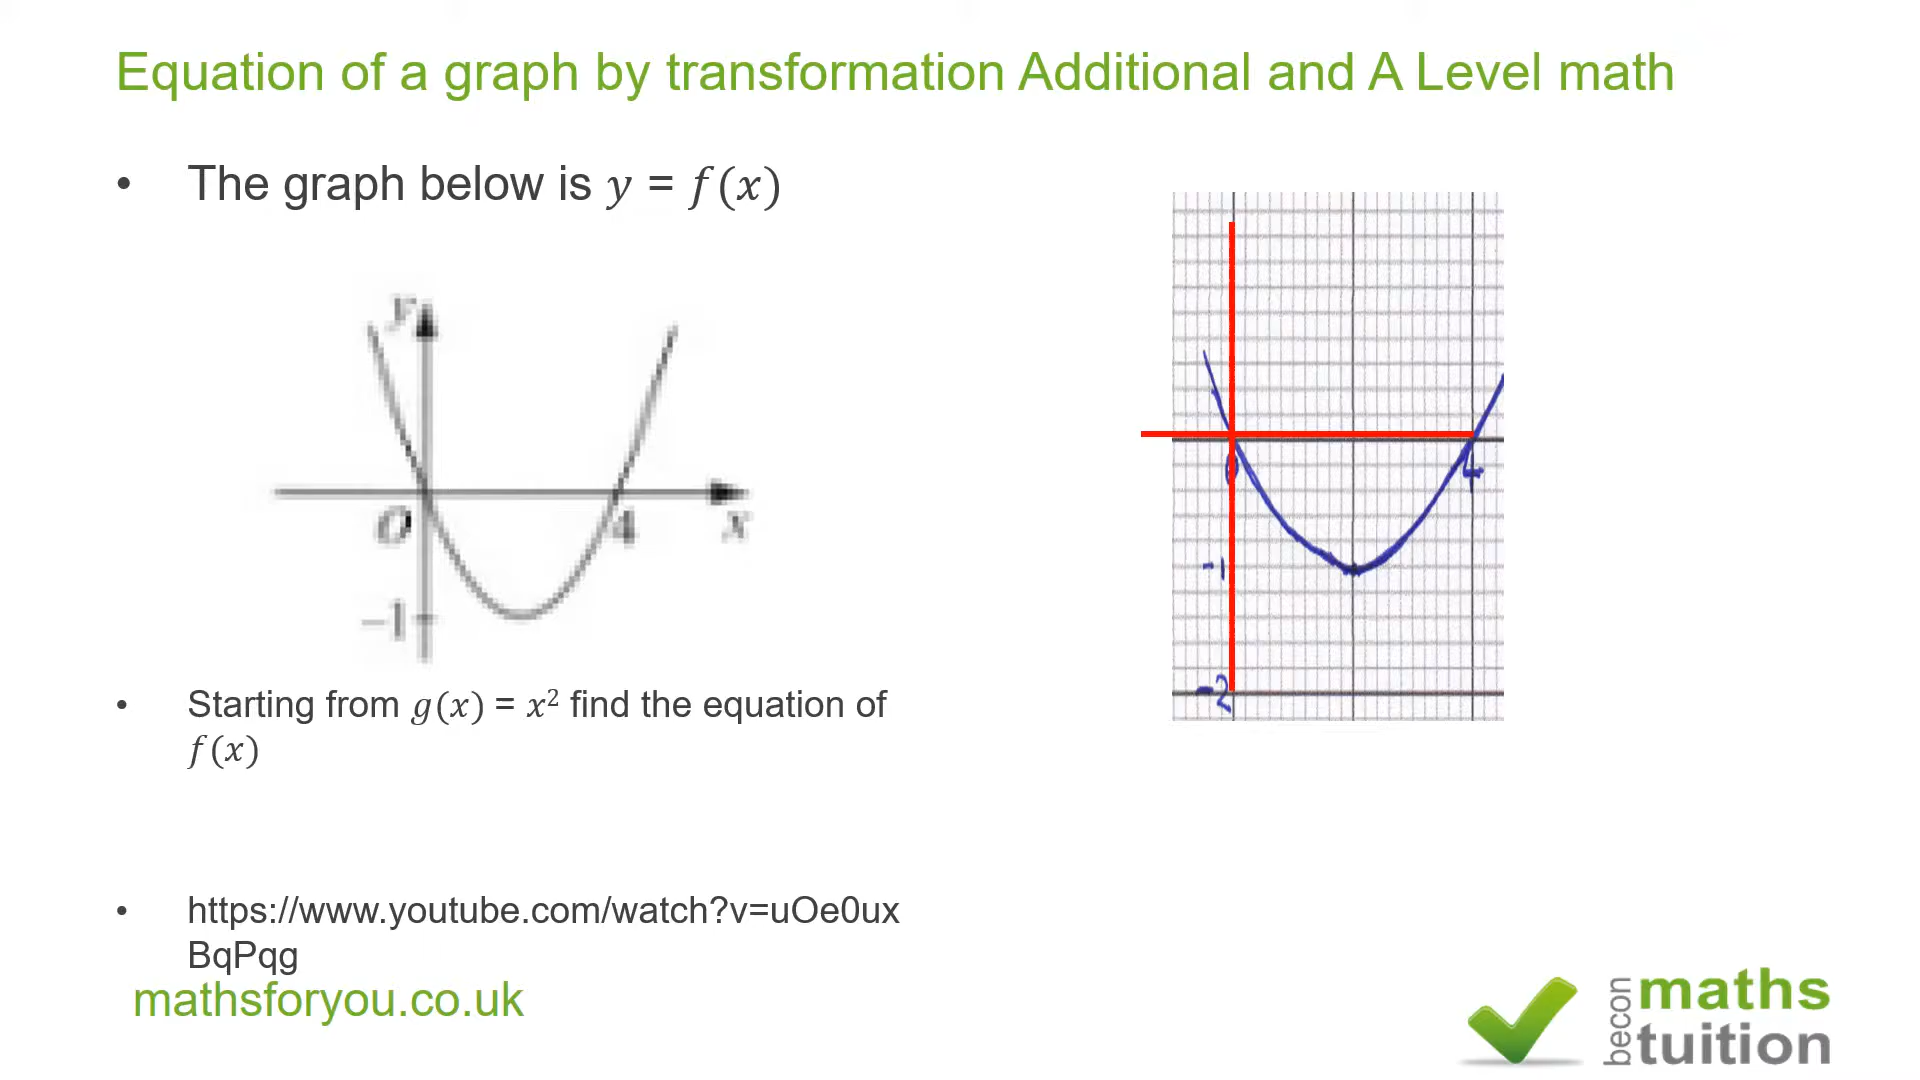 Equation of a graph by transformation Additional and A Level math
• The graph below is y = f(x)
y
O
4
x
−1
0
4
-1
-2
• Starting from g(x) = x² find the equation of
f(x)
• https://www.youtube.com/watch?v=uOe0ux
BqPqg
mathsforyou.co.uk
becon
maths
tuition